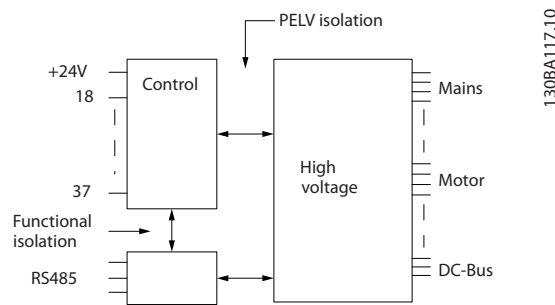 PELV isolation
130BA117.10
+24V
Control
18
Mains
High
voltage
37
Motor
Functional
isolation
RS485
DC-Bus